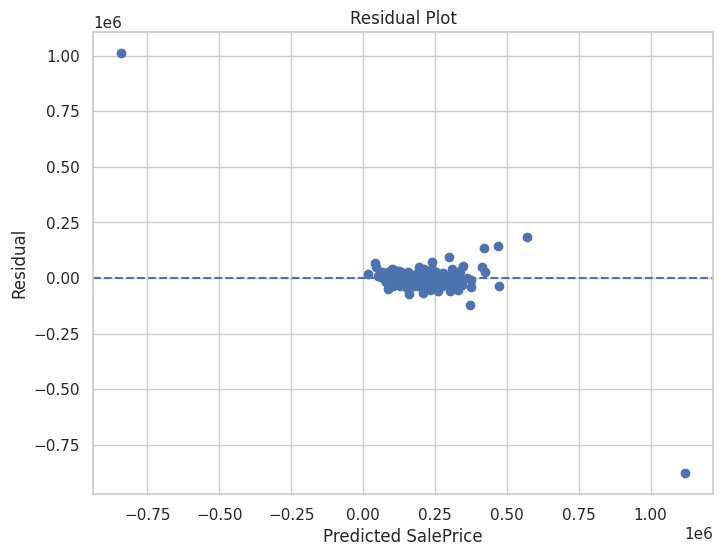 Residual Plot
1e6
1.00
0.75
0.50
0.25
0.00
−0.25
−0.50
−0.75
Residual
−0.75 −0.50 −0.25 0.00 0.25 0.50 0.75 1.00
1e6
Predicted SalePrice